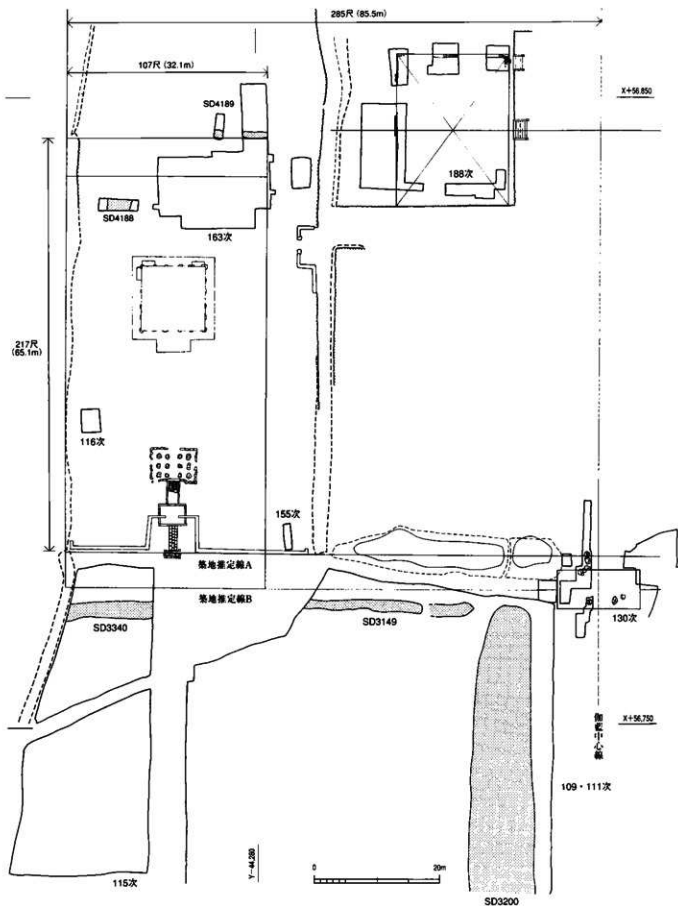 285尺 (85.5m)
107尺 (32.1m)
SD4189
X+56,850
188次
SD4188
163次
217尺
(65.1m)
116次
155次
築地推定線A
築地推定線B
SD3340
SD3149
130次
伽藍中心線
X+56,750
109・111次
Y-44,280
0
20m
115次
SD3200